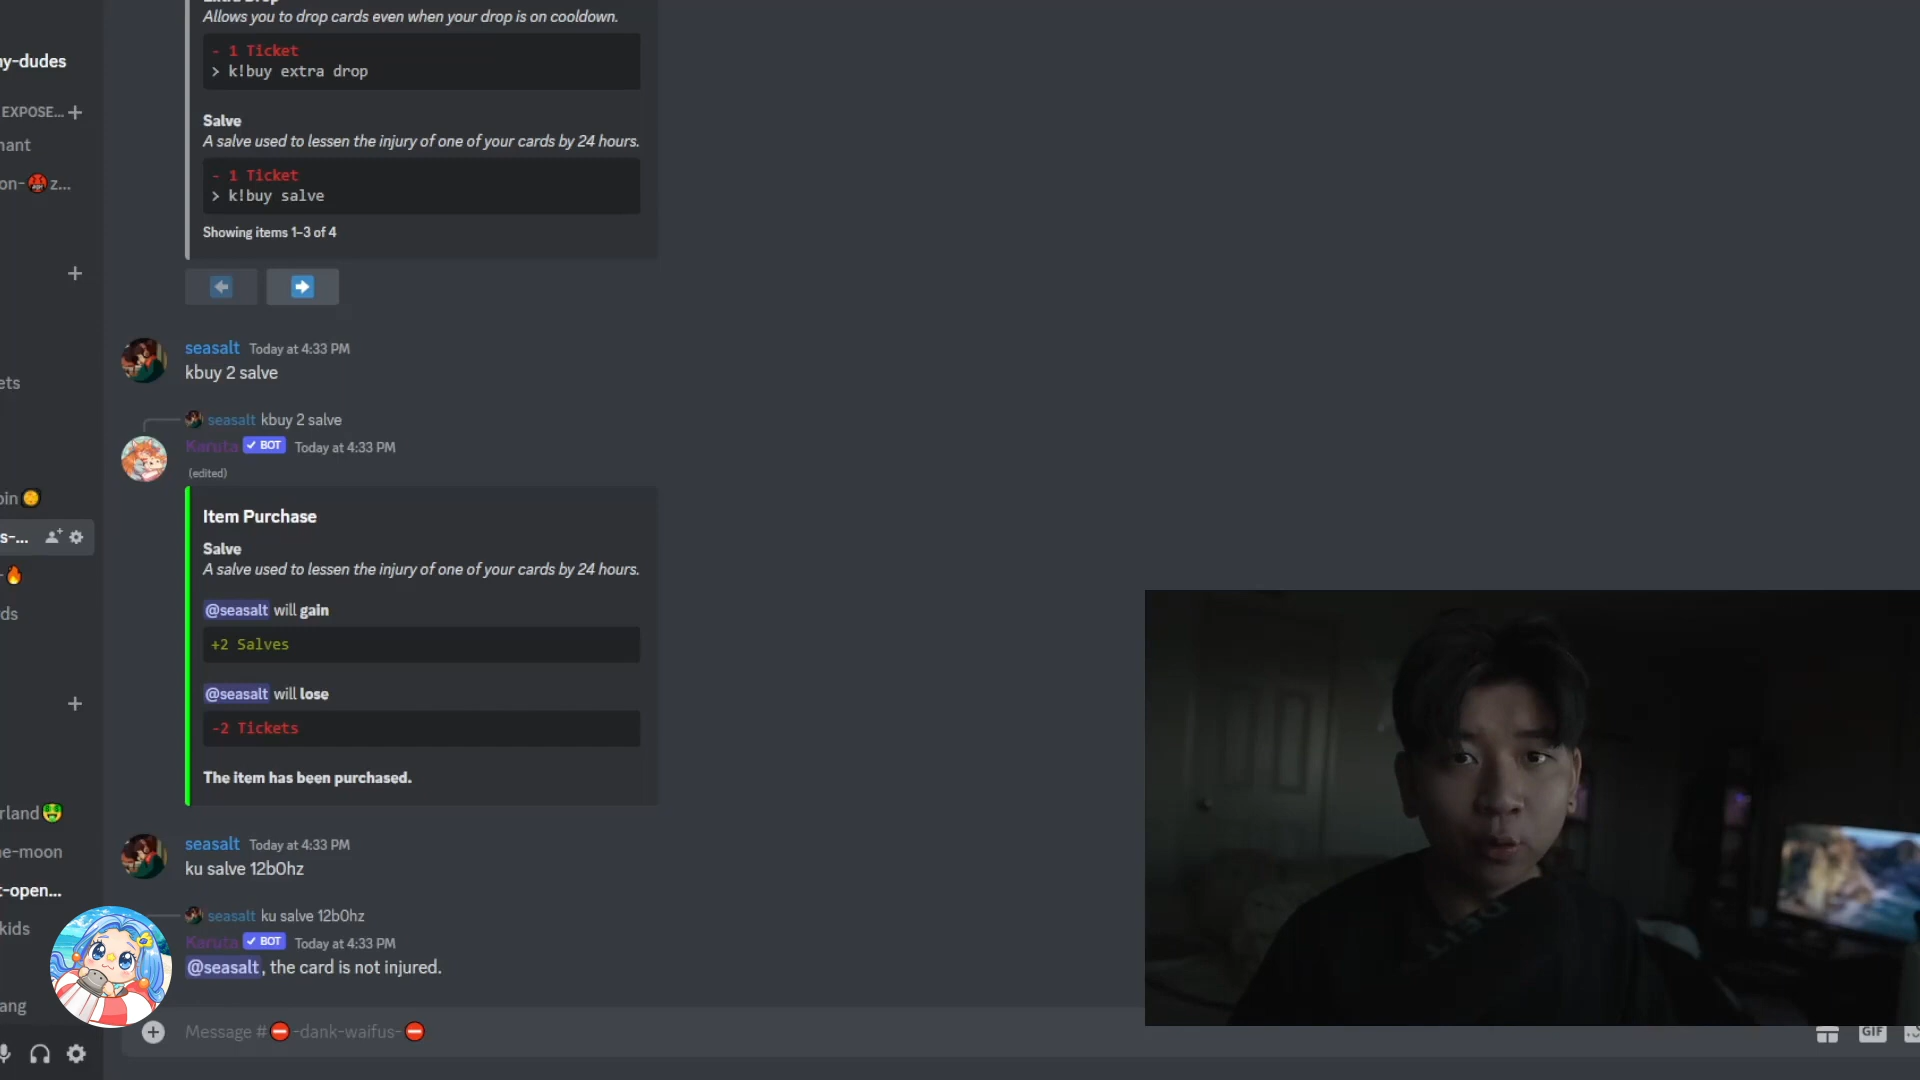 Allows you to drop cards even when your drop is on cooldown.
- 1 Ticket
> k!buy extra drop
Salve
A salve used to lessen the injury of one of your cards by 24 hours.
- 1 Ticket
> k!buy salve
Showing items 1–3 of 4
seasalt Today at 4:33 PM
kbuy 2 salve
seasalt kbuy 2 salve
Karuta ✓ BOT Today at 4:33 PM
(edited)
Item Purchase
Salve
A salve used to lessen the injury of one of your cards by 24 hours.
@seasalt will gain
+2 Salves
@seasalt will lose
-2 Tickets
The item has been purchased.
seasalt Today at 4:33 PM
ku salve 12b0hz
seasalt ku salve 12b0hz
Karuta ✓ BOT Today at 4:33 PM
@seasalt, the card is not injured.
Message #⛔-dank-waifus-⛔
GIF
ny-dudes
EXPOSE...
nant
on-😡z...
ets
oin
s-...
-🔥
ds
rland🤑
ne-moon
t-open...
kids
ang